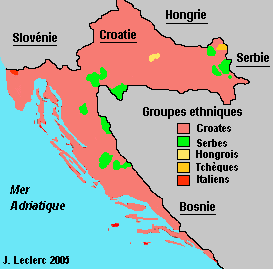 Hongrie
Slovénie
Croatie
Serbie
Groupes ethniques
Croates
Serbes
Hongrois
Tchèques
Italiens
Mer
Adriatique
Bosnie
J. Leclerc 2005